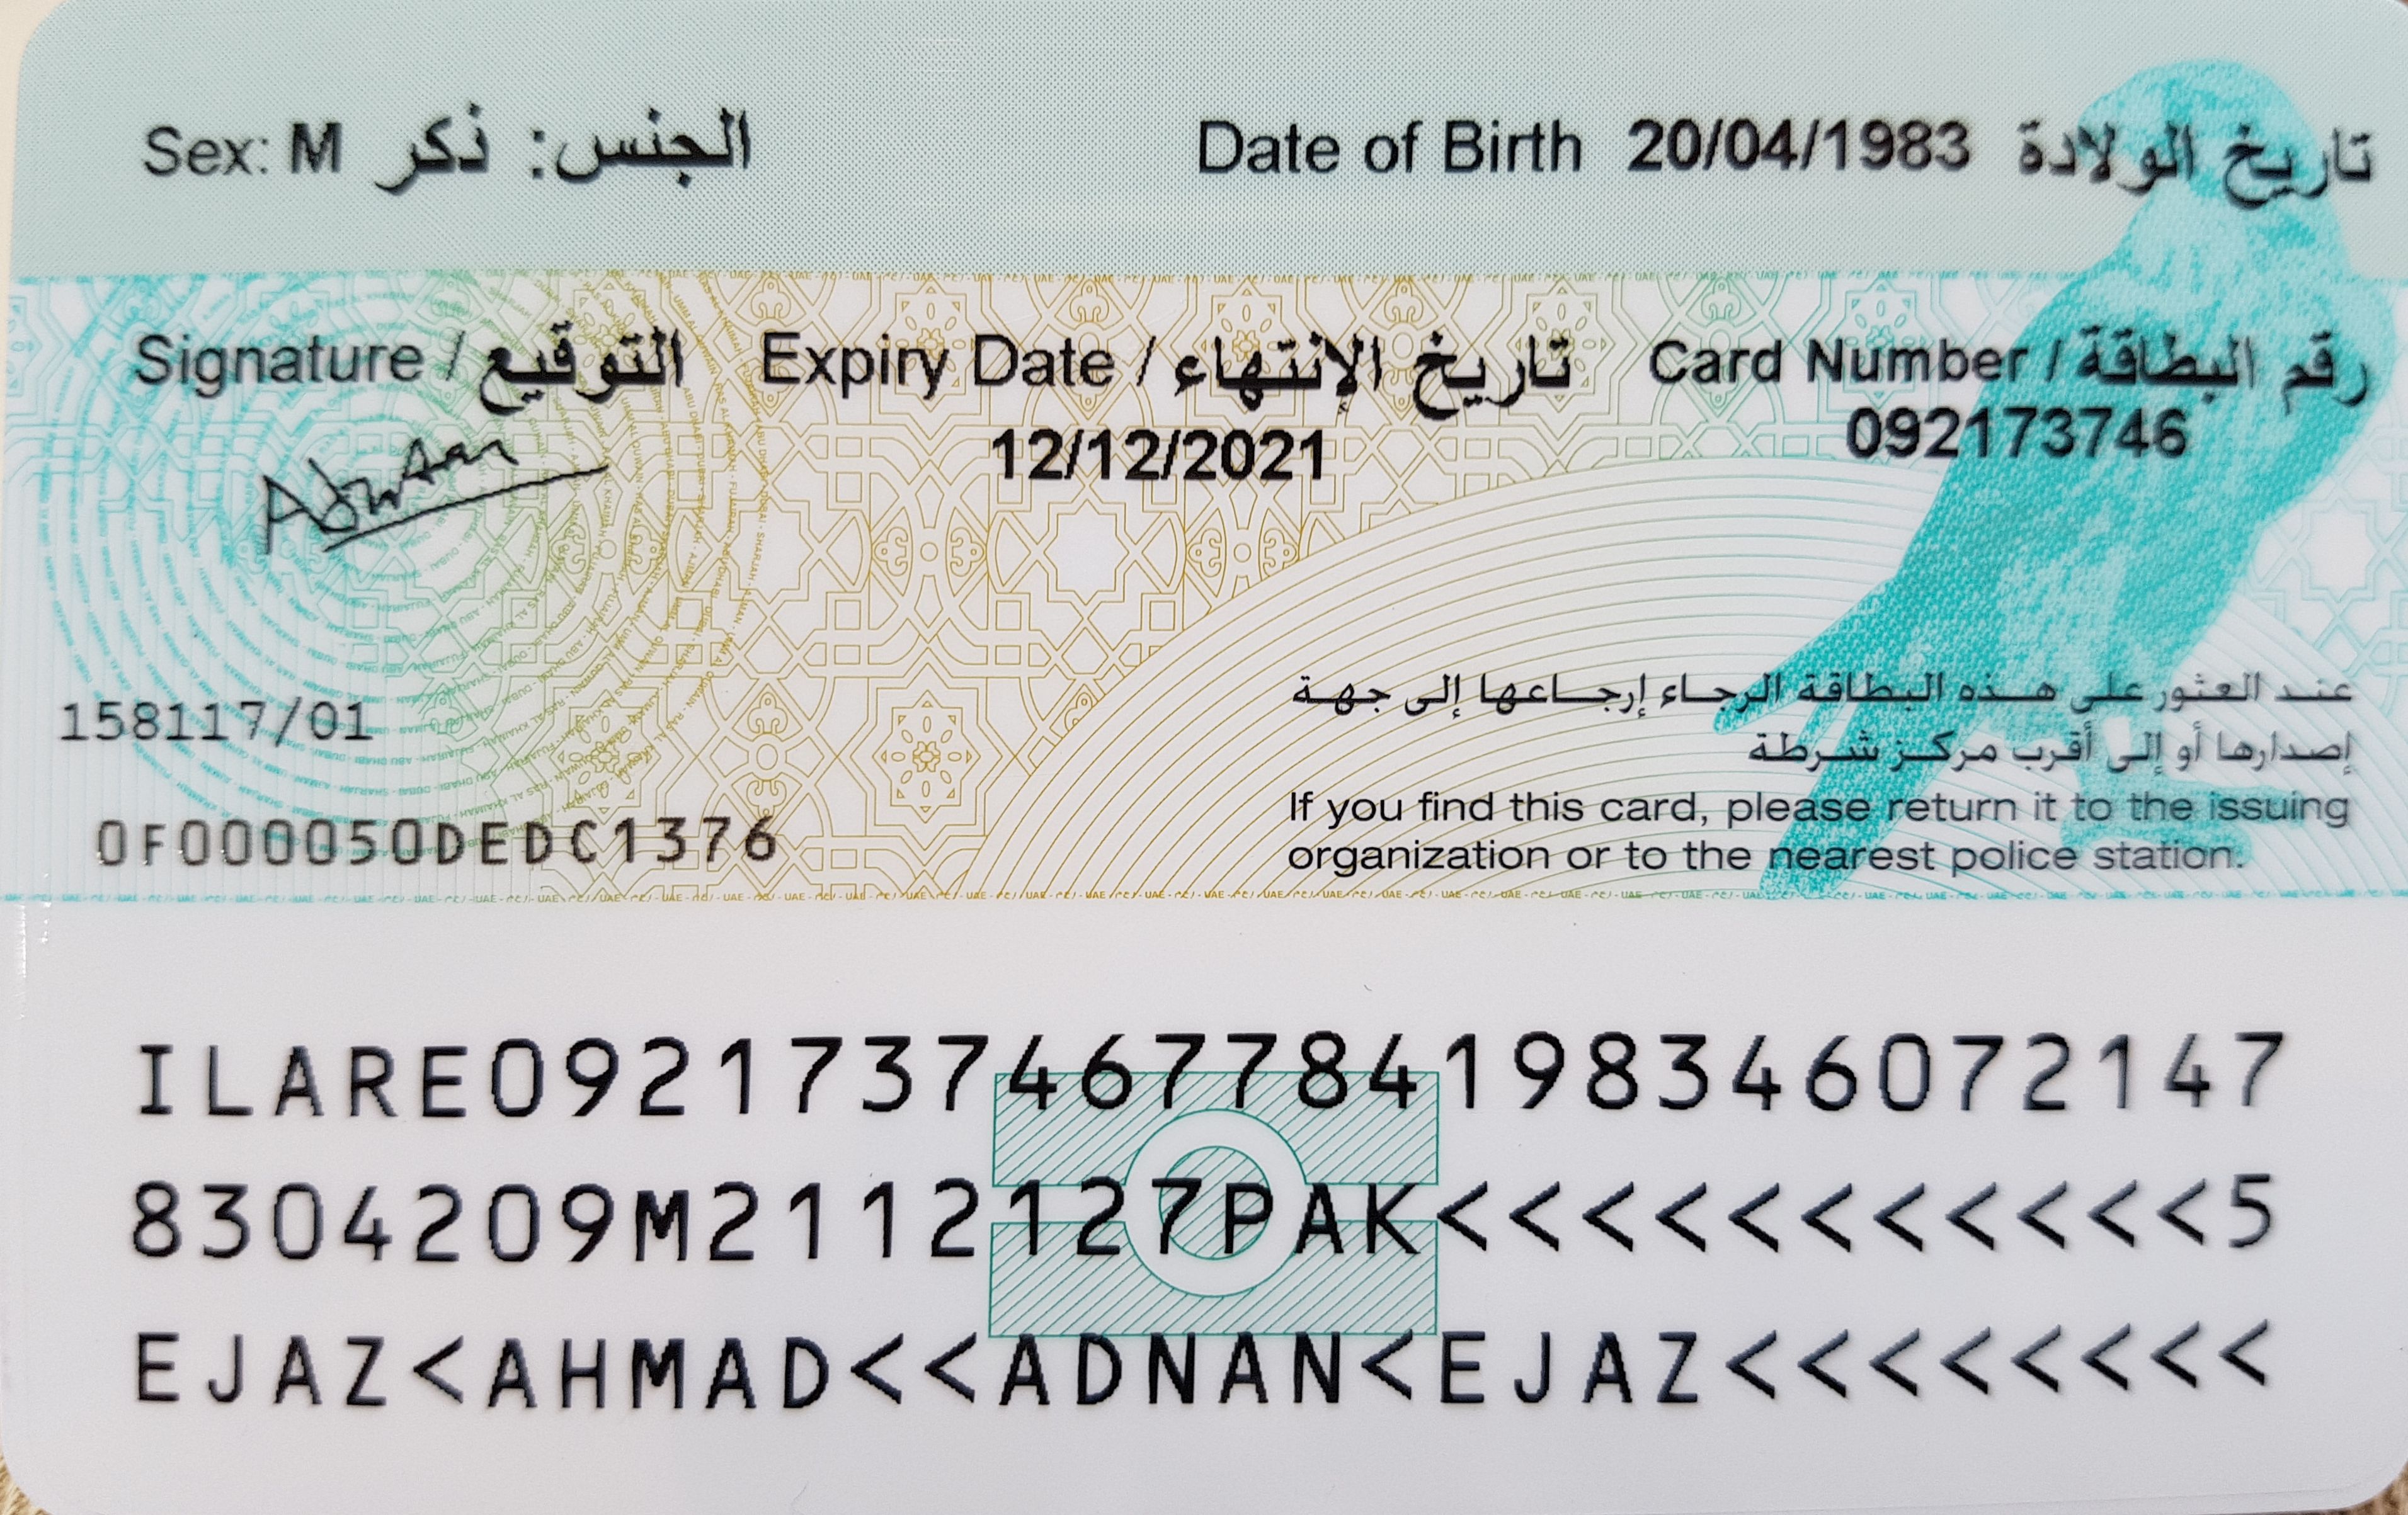 Sex: M الجنس: ذكر
Date of Birth 20/04/1983 تاريخ الولادة
Signature / التوقيع
Expiry Date / تاريخ الإنتهاء
Card Number / رقم البطاقة
092173746
12/12/2021
Adnan
158117/01
عند العثور على هذه البطاقة الرجاء إرجاعها إلى جهة
إصدارها أو إلى أقرب مركز شرطة
If you find this card, please return it to the issuing
organization or to the nearest police station.
0F000050DEDC1376
ILARE0921737467784198346072147
8304209M2112127PAK<<<<<<<<<<<5
EJAZ<AHMAD<<ADNAN<EJAZ<<<<<<<<